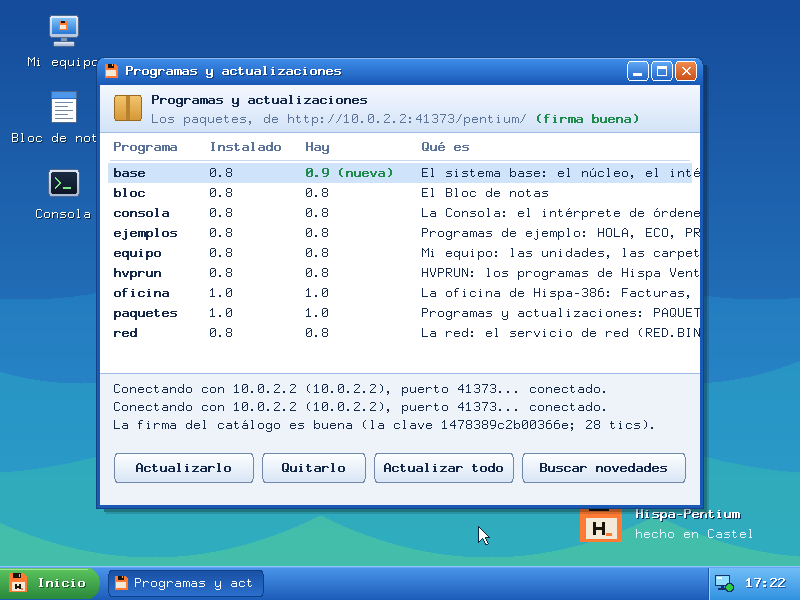 Mi equipo
Bloc de not
Consola
Programas y actualizaciones
Programas y actualizaciones
Los paquetes, de http://10.0.2.2:41373/pentium/ (firma buena)
Programa Instalado Hay Qué es
base 0.8 0.9 (nueva) El sistema base: el núcleo, el inté
bloc 0.8 0.8 El Bloc de notas
consola 0.8 0.8 La Consola: el intérprete de órdene
ejemplos 0.8 0.8 Programas de ejemplo: HOLA, ECO, PR
equipo 0.8 0.8 Mi equipo: las unidades, las carpet
hvprun 0.8 0.8 HVPRUN: los programas de Hispa Vent
oficina 1.0 1.0 La oficina de Hispa-386: Facturas,
paquetes 1.0 1.0 Programas y actualizaciones: PAQUET
red 0.8 0.8 La red: el servicio de red (RED.BIN
Conectando con 10.0.2.2 (10.0.2.2), puerto 41373... conectado.
Conectando con 10.0.2.2 (10.0.2.2), puerto 41373... conectado.
La firma del catálogo es buena (la clave 1478389c2b00366e; 28 tics).
Actualizarlo Quitarlo Actualizar todo Buscar novedades
H_ Hispa-Pentium
hecho en Castel
Inicio Programas y act 17:22